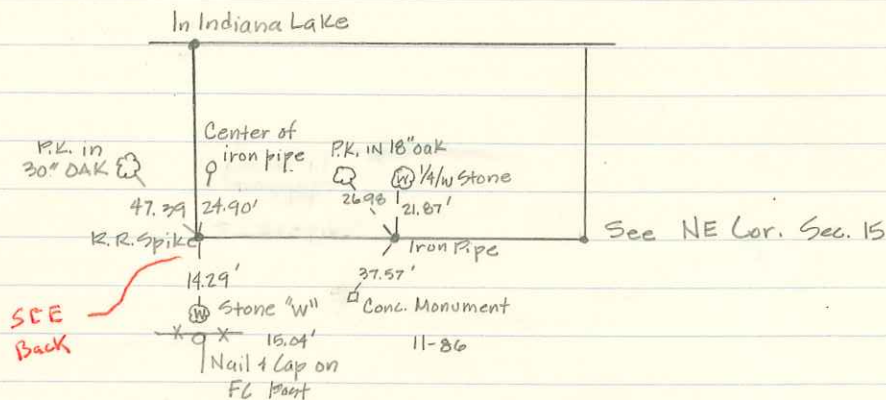 In Indiana Lake
Center of
iron pipe
P.K. in
30" OAK
P.K. IN 18" oak
W 1/4/w Stone
47.39
24.90'
26.98
21.87'
R.R. Spike
Iron Pipe
See NE Cor. Sec. 15
14.29'
37.57'
W Stone "W"
Conc. Monument
SEE
Back
X X 15.04'
11-86
Nail & Cap on
FC Post